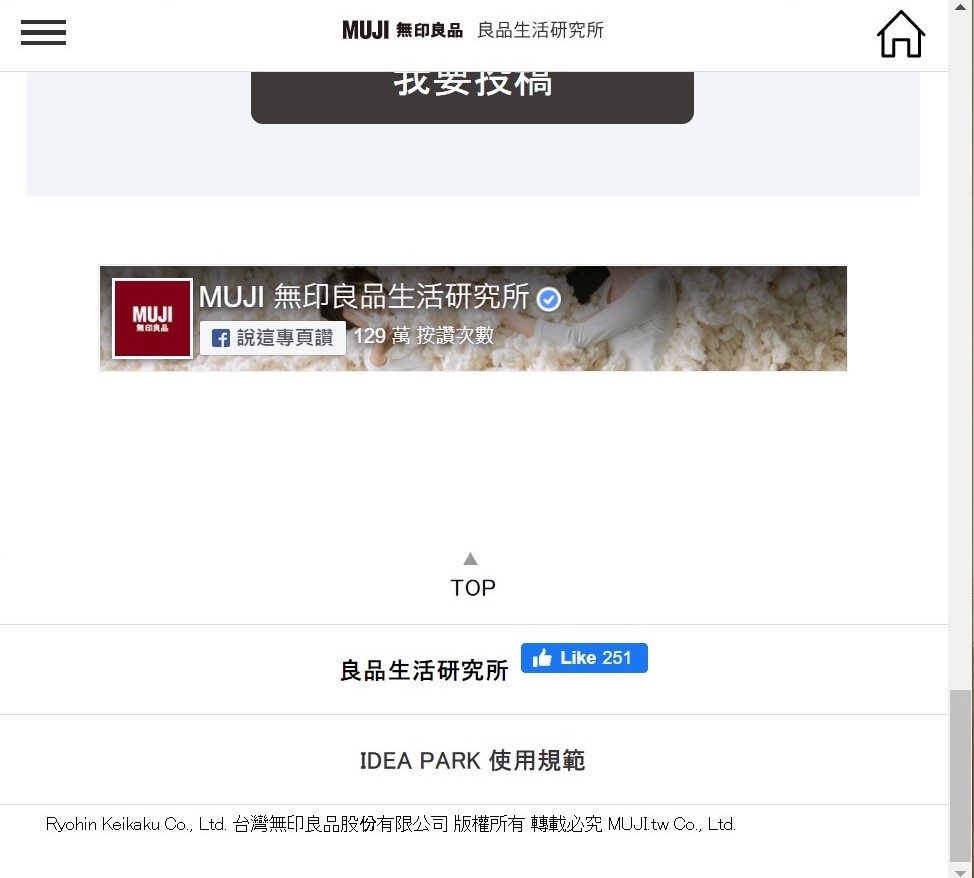 MUJI 無印良品 良品生活研究所
我要投稿
MUJI 無印良品
MUJI 無印良品生活研究所
說這專頁讚 129 萬 按讚次數
TOP
良品生活研究所 Like 251
IDEA PARK 使用規範
Ryohin Keikaku Co., Ltd. 台灣無印良品股份有限公司 版權所有 轉載必究 MUJI.tw Co., Ltd.